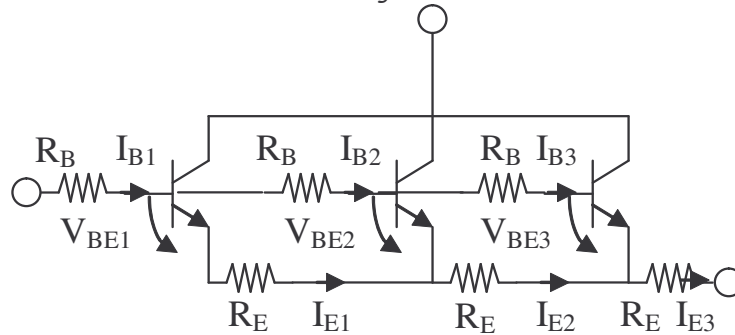 R_B I_B1 R_B I_B2 R_B I_B3
V_BE1 V_BE2 V_BE3
R_E I_E1 R_E I_E2 R_E I_E3